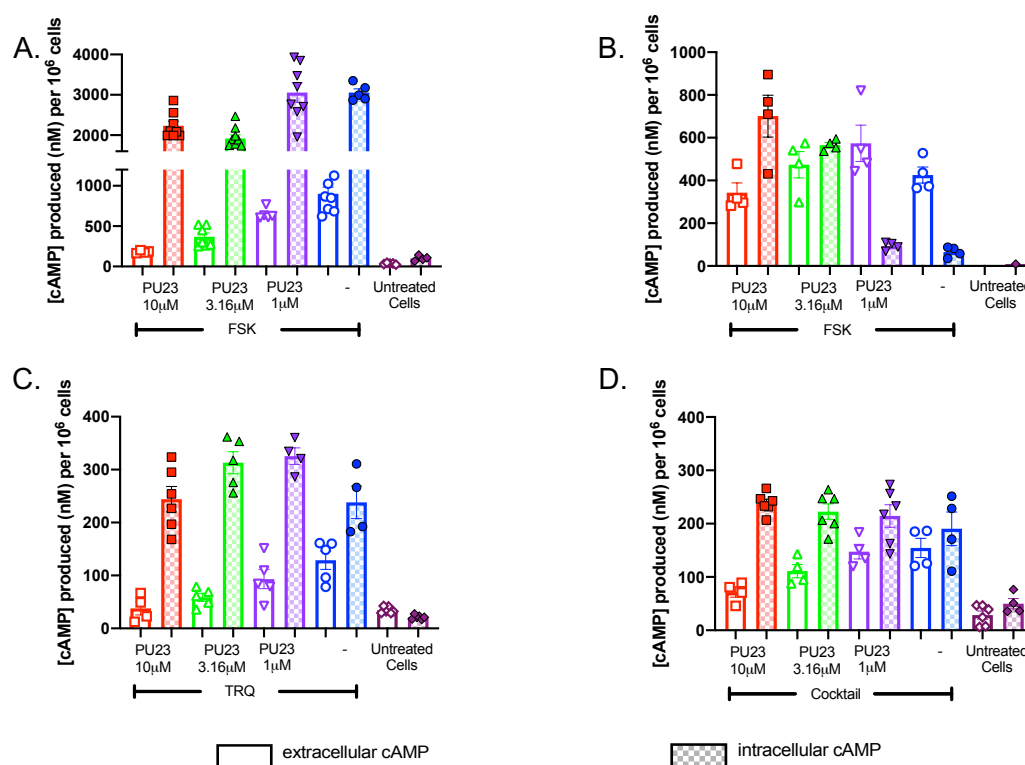 A.
[cAMP] produced (nM) per 10⁶ cells
4000
3000
2000
1000
500
0
PU23
10μM
PU23
3.16μM
PU23
1μM
-
Untreated
Cells
FSK
B.
[cAMP] produced (nM) per 10⁶ cells
1000
800
600
400
200
0
PU23
10μM
PU23
3.16μM
PU23
1μM
-
Untreated
Cells
FSK
C.
[cAMP] produced (nM) per 10⁶ cells
400
300
200
100
0
PU23
10μM
PU23
3.16μM
PU23
1μM
-
Untreated
Cells
TRQ
D.
[cAMP] produced (nM) per 10⁶ cells
400
300
200
100
0
PU23
10μM
PU23
3.16μM
PU23
1μM
-
Untreated
Cells
Cocktail
extracellular cAMP
intracellular cAMP